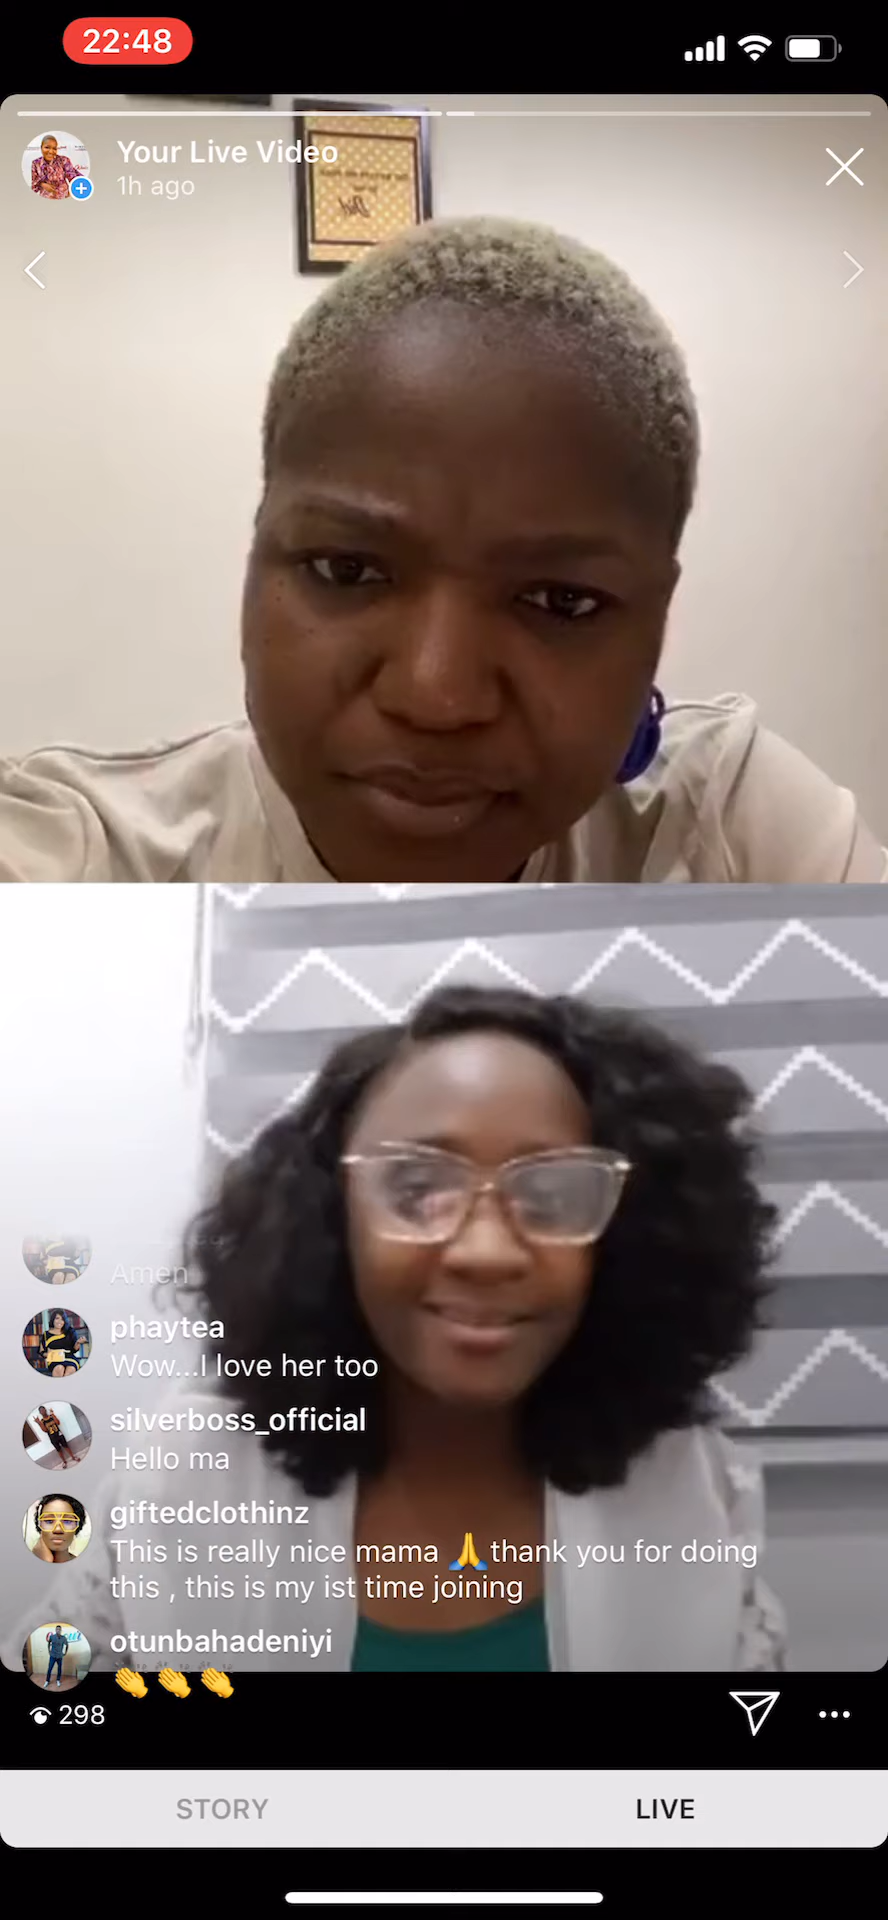 22:48
Your Live Video
1h ago
Amen
phaytea
Wow...I love her too
silverboss_official
Hello ma
giftedclothinz
This is really nice mama 🙏thank you for doing
this , this is my ist time joining
otunbahadeniyi
👏👏👏
298
STORY
LIVE